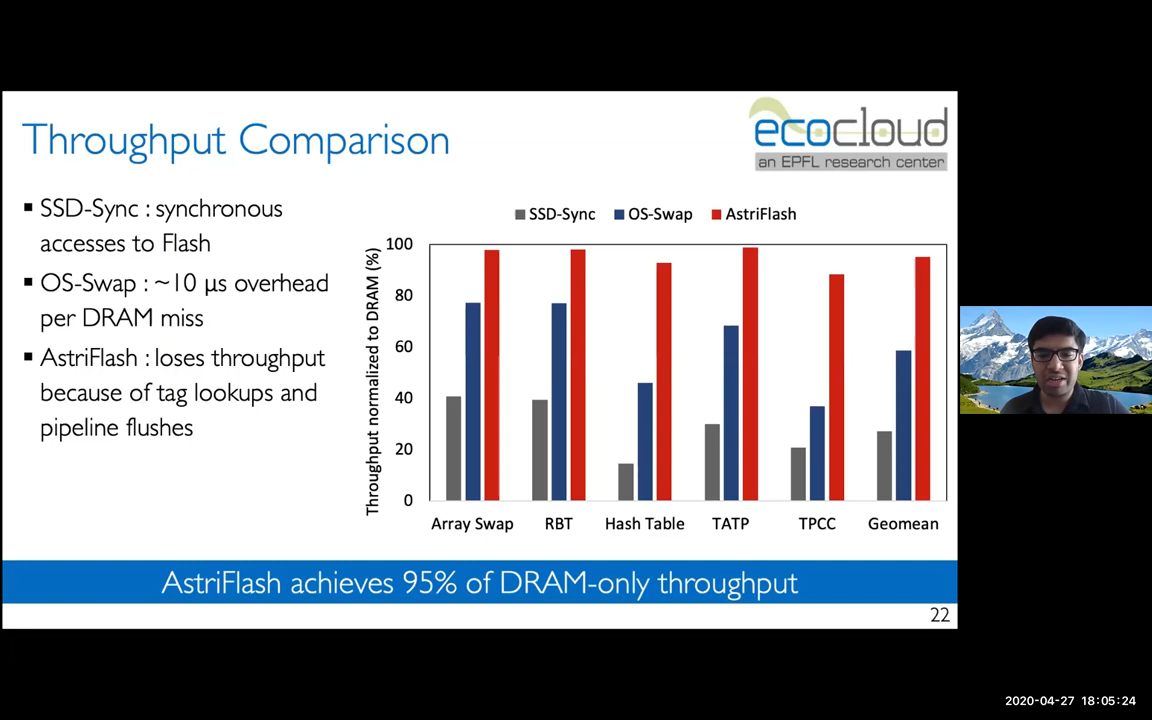 Throughput Comparison
ecocloud
an EPFL research center
▪ SSD-Sync : synchronous
accesses to Flash
▪ OS-Swap : ~10 µs overhead
per DRAM miss
▪ AstriFlash : loses throughput
because of tag lookups and
pipeline flushes
SSD-Sync OS-Swap AstriFlash
Throughput normalized to DRAM (%)
100
80
60
40
20
0
Array Swap RBT Hash Table TATP TPCC Geomean
AstriFlash achieves 95% of DRAM-only throughput
22
2020-04-27 18:05:24